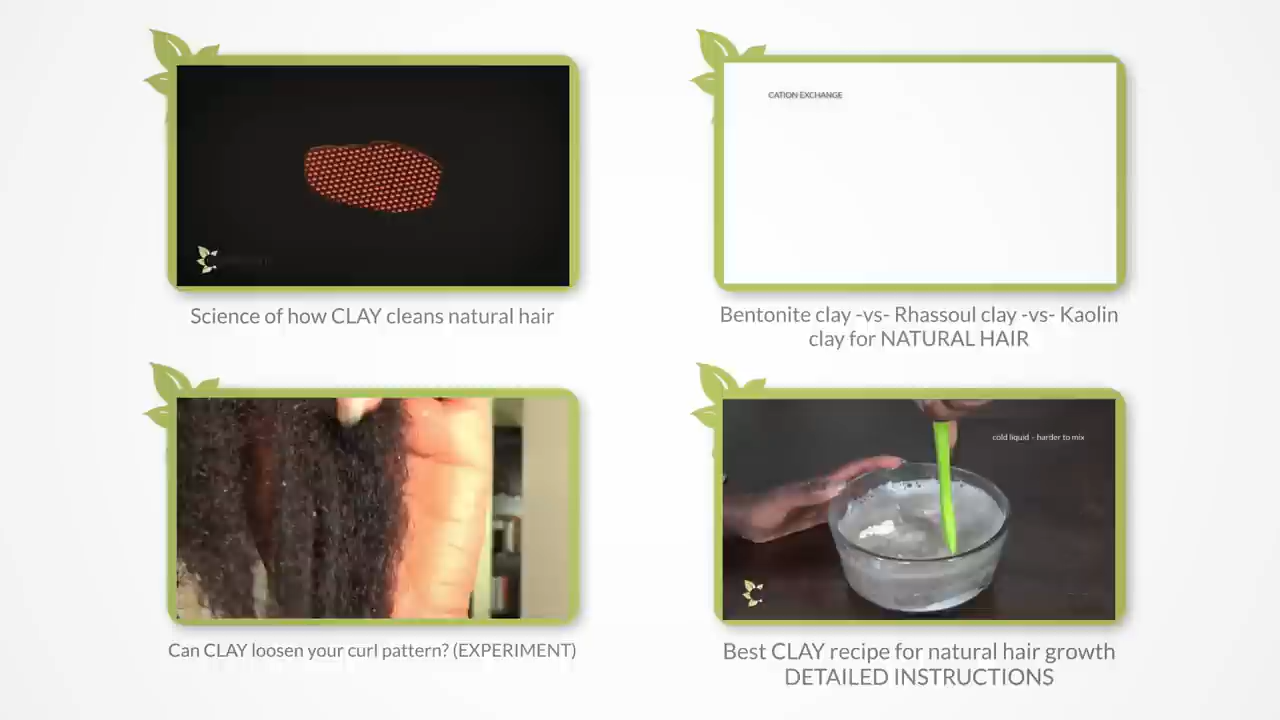 CATION EXCHANGE
Science of how CLAY cleans natural hair
Bentonite clay -vs- Rhassoul clay -vs- Kaolin
clay for NATURAL HAIR
cold liquid - harder to mix
Can CLAY loosen your curl pattern? (EXPERIMENT)
Best CLAY recipe for natural hair growth
DETAILED INSTRUCTIONS